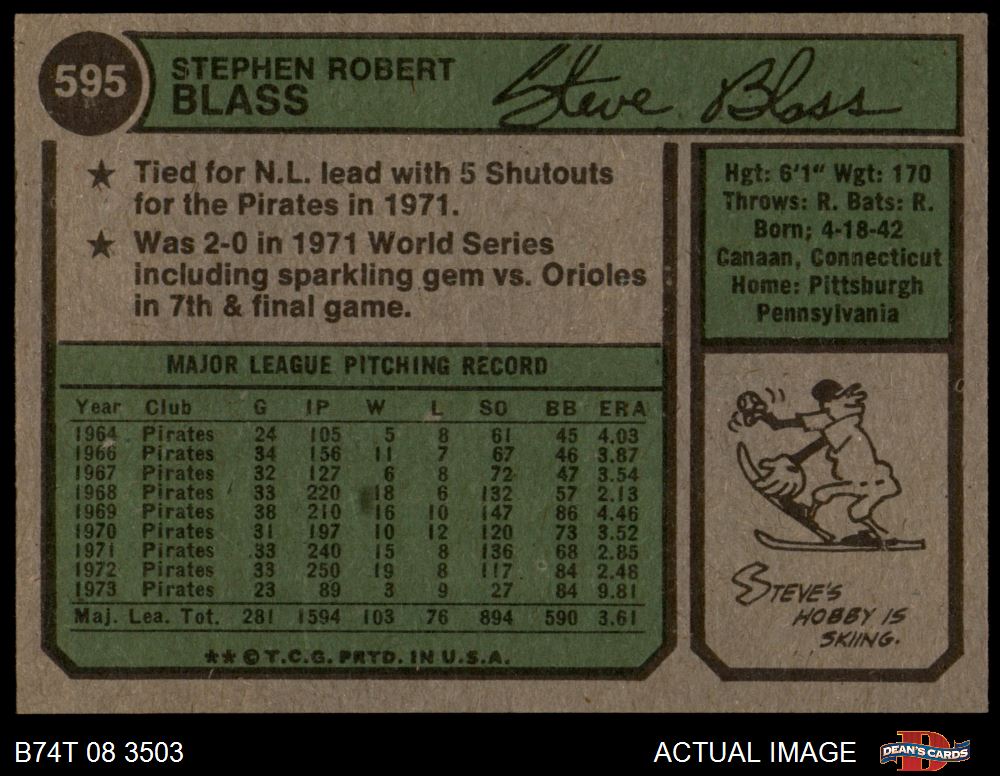 595
STEPHEN ROBERT
BLASS
Steve Blass
★ Tied for N.L. lead with 5 Shutouts
for the Pirates in 1971.
★ Was 2-0 in 1971 World Series
including sparkling gem vs. Orioles
in 7th & final game.
Hgt: 6'1" Wgt: 170
Throws: R. Bats: R.
Born; 4-18-42
Canaan, Connecticut
Home: Pittsburgh
Pennsylvania
MAJOR LEAGUE PITCHING RECORD
Year Club G IP W L SO BB ERA
1964 Pirates 24 105 5 8 61 45 4.03
1966 Pirates 34 156 11 7 67 46 3.87
1967 Pirates 32 127 6 8 72 47 3.54
1968 Pirates 33 220 18 6 132 57 2.13
1969 Pirates 38 210 16 10 147 86 4.46
1970 Pirates 31 197 10 12 120 73 3.52
1971 Pirates 33 240 15 8 136 68 2.85
1972 Pirates 33 250 19 8 117 84 2.48
1973 Pirates 23 89 3 9 27 84 9.81
Maj. Lea. Tot. 281 1594 103 76 894 590 3.61
★★ © T.C.G. PRTD. IN U.S.A.
STEVE'S
HOBBY IS
SKIING.
B74T 08 3503
ACTUAL IMAGE
D
DEAN'S CARDS